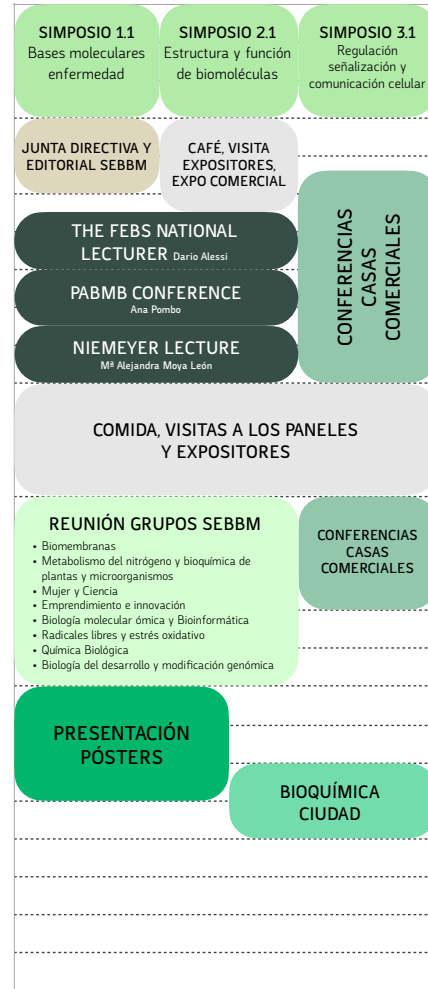 SIMPOSIO 1.1
Bases moleculares
enfermedad
SIMPOSIO 2.1
Estructura y función
de biomoléculas
SIMPOSIO 3.1
Regulación
señalización y
comunicación celular
JUNTA DIRECTIVA Y
EDITORIAL SEBBM
CAFÉ, VISITA
EXPOSITORES,
EXPO COMERCIAL
THE FEBS NATIONAL
LECTURER Dario Alessi
PABMB CONFERENCE
Ana Pombo
NIEMEYER LECTURE
Mª Alejandra Moya León
CONFERENCIAS
CASAS
COMERCIALES
COMIDA, VISITAS A LOS PANELES
Y EXPOSITORES
REUNIÓN GRUPOS SEBBM
• Biomembranas
• Metabolismo del nitrógeno y bioquímica de
plantas y microorganismos
• Mujer y Ciencia
• Emprendimiento e innovación
• Biología molecular ómica y Bioinformática
• Radicales libres y estrés oxidativo
• Química Biológica
• Biología del desarrollo y modificación genómica
CONFERENCIAS
CASAS
COMERCIALES
PRESENTACIÓN
PÓSTERS
BIOQUÍMICA
CIUDAD